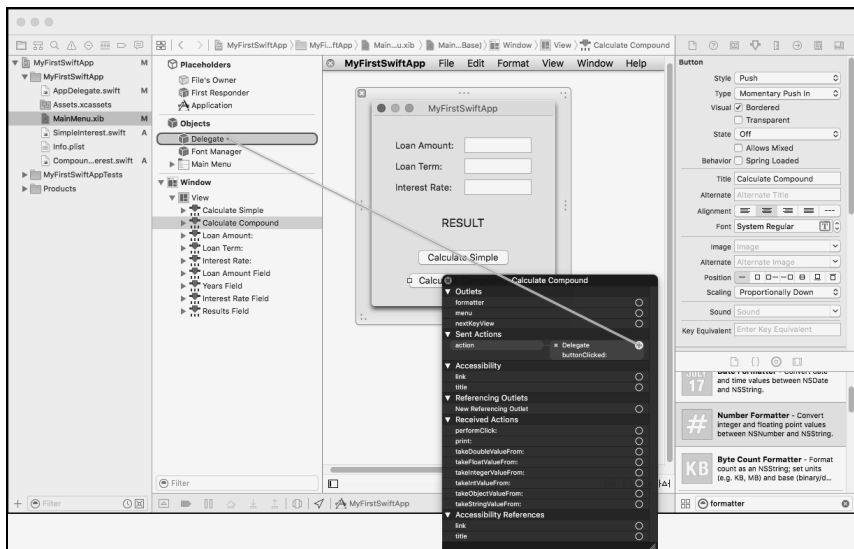 MyFirstSwiftApp
MyFi...ftApp
Main...u.xib
Main...Base)
Window
View
Calculate Compound
MyFirstSwiftApp M
MyFirstSwiftApp
AppDelegate.swift M
Assets.xcassets
MainMenu.xib M
SimpleInterest.swift A
Info.plist
Compoun...erest.swift A
MyFirstSwiftAppTests
Products
Filter
Placeholders
File's Owner
First Responder
Application
Objects
Delegate
Font Manager
Main Menu
Window
View
Calculate Simple
Calculate Compound
Loan Amount:
Loan Term:
Interest Rate:
Loan Amount Field
Years Field
Interest Rate Field
Results Field
Filter
MyFirstSwiftApp File Edit Format View Window Help
MyFirstSwiftApp
Loan Amount:
Loan Term:
Interest Rate:
RESULT
Calculate Simple
Calcu
Calculate Compound
Outlets
formatter
menu
nextKeyView
Sent Actions
action Delegate
buttonClicked:
Accessibility
link
title
Referencing Outlets
New Referencing Outlet
Received Actions
performClick:
print:
takeDoubleValueFrom:
takeFloatValueFrom:
takeIntegerValueFrom:
takeIntValueFrom:
takeObjectValueFrom:
takeStringValueFrom:
Accessibility References
link
title
MyFirstSwiftApp
Button
Style Push
Type Momentary Push In
Visual Bordered
Transparent
State Off
Allows Mixed
Behavior Spring Loaded
Title Calculate Compound
Alternate Alternate Title
Alignment
Font System Regular
Image Image
Alternate Alternate Image
Position
Scaling Proportionally Down
Sound Sound
Key Equivalent Enter Key Equivalent
JULY
17
Date Formatter - Convert date
and time values between NSDate
and NSString.
#
Number Formatter - Convert
integer and floating point values
between NSNumber and NSString.
KB
Byte Count Formatter - Format
count as an NSString; set units
(e.g. KB, MB) and base (binary/d...
formatter